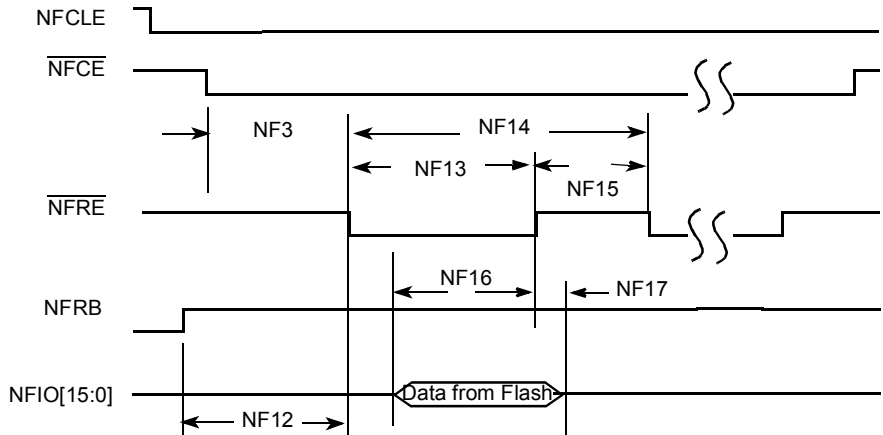 NFCLE
NFCE
NF3
NF14
NF13
NF15
NFRE
NF16
NF17
NFRB
NFIO[15:0]
Data from Flash
NF12